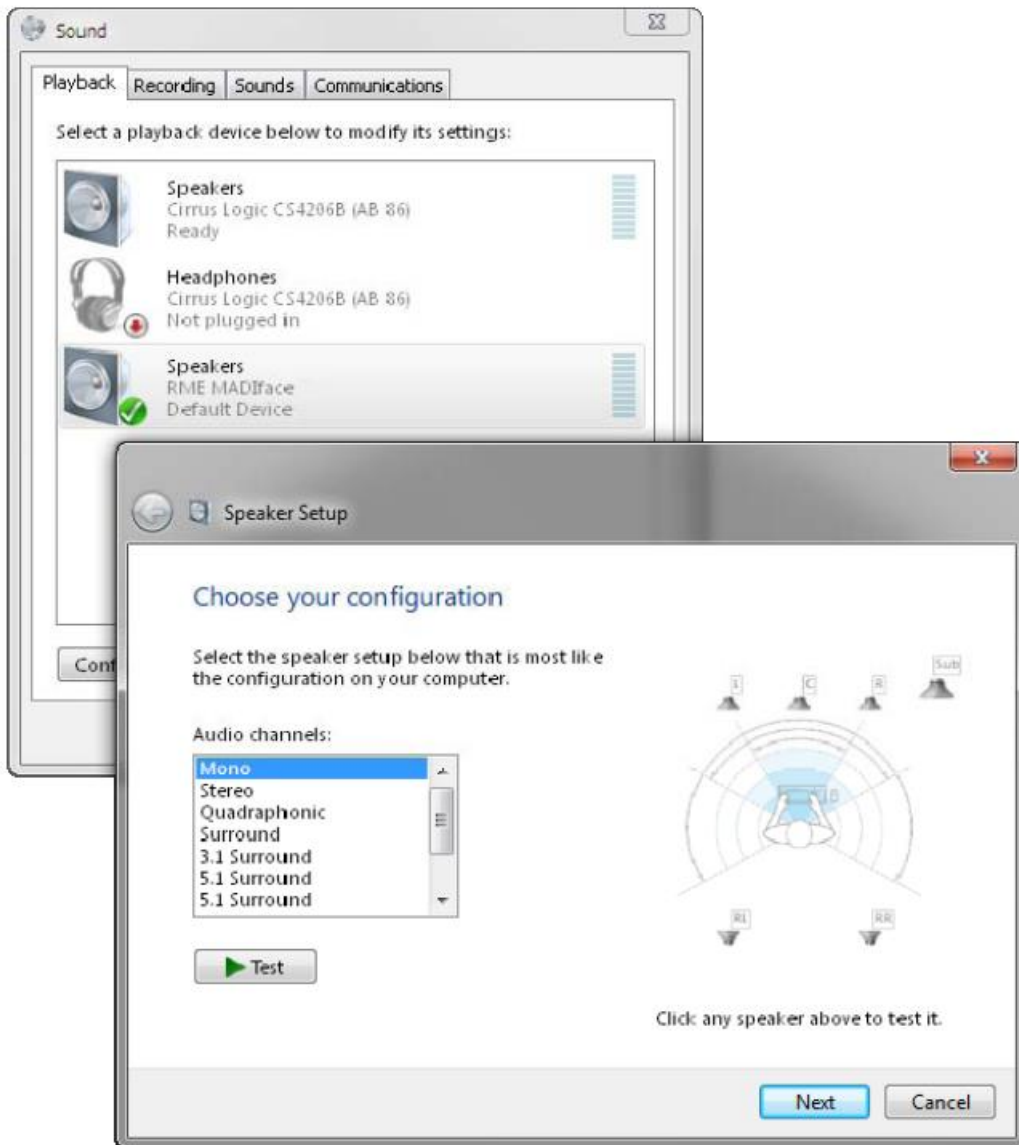 Sound
Playback Recording Sounds Communications
Select a playback device below to modify its settings:
Speakers
Cirrus Logic CS4206B (AB 86)
Ready
Headphones
Cirrus Logic CS4206B (AB 86)
Not plugged in
Speakers
RME MADIface
Default Device
Conf
Speaker Setup
Choose your configuration
Select the speaker setup below that is most like
the configuration on your computer.
Audio channels:
Mono
Stereo
Quadraphonic
Surround
3.1 Surround
5.1 Surround
5.1 Surround
Test
L C R Sub
RL RR
Click any speaker above to test it.
Next Cancel